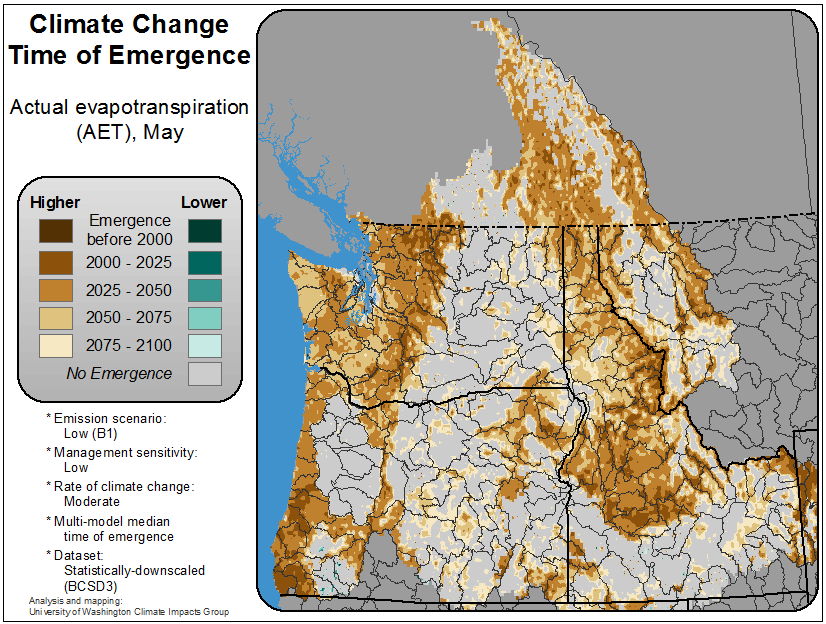 Climate Change
Time of Emergence
Actual evapotranspiration
(AET), May
Higher
Lower
Emergence
before 2000
2000 - 2025
2025 - 2050
2050 - 2075
2075 - 2100
No Emergence
* Emission scenario:
Low (B1)
* Management sensitivity:
Low
* Rate of climate change:
Moderate
* Multi-model median
time of emergence
* Dataset:
Statistically-downscaled
(BCSD3)
Analysis and mapping:
University of Washington Climate Impacts Group